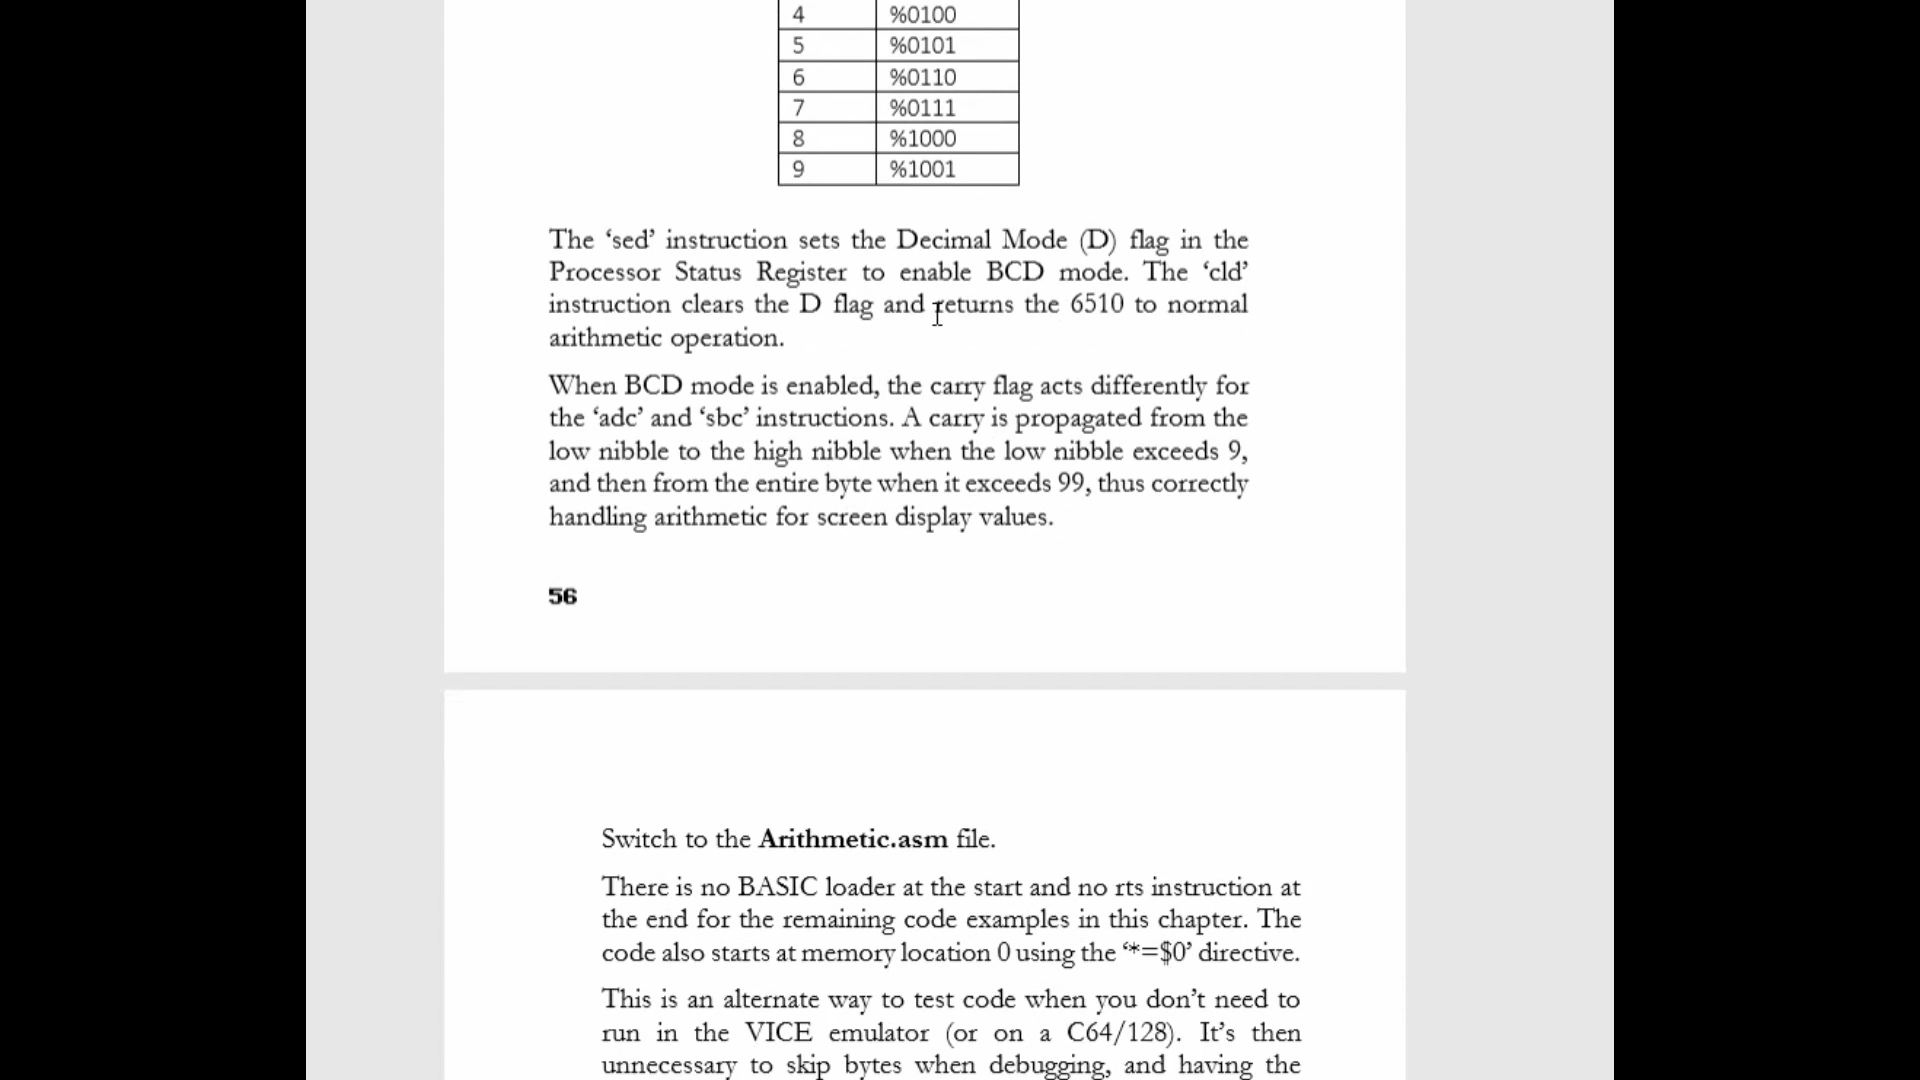 4 %0100
5 %0101
6 %0110
7 %0111
8 %1000
9 %1001
The ‘sed’ instruction sets the Decimal Mode (D) flag in the
Processor Status Register to enable BCD mode. The ‘cld’
instruction clears the D flag and returns the 6510 to normal
arithmetic operation.
When BCD mode is enabled, the carry flag acts differently for
the ‘adc’ and ‘sbc’ instructions. A carry is propagated from the
low nibble to the high nibble when the low nibble exceeds 9,
and then from the entire byte when it exceeds 99, thus correctly
handling arithmetic for screen display values.
56
Switch to the Arithmetic.asm file.
There is no BASIC loader at the start and no rts instruction at
the end for the remaining code examples in this chapter. The
code also starts at memory location 0 using the ‘*=$0’ directive.
This is an alternate way to test code when you don’t need to
run in the VICE emulator (or on a C64/128). It’s then
unnecessary to skip bytes when debugging, and having the